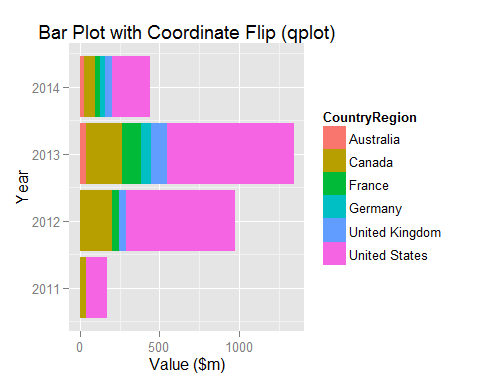 Bar Plot with Coordinate Flip (qplot)
2014
2013
2012
2011
Year
0 500 1000
Value ($m)
CountryRegion
Australia
Canada
France
Germany
United Kingdom
United States